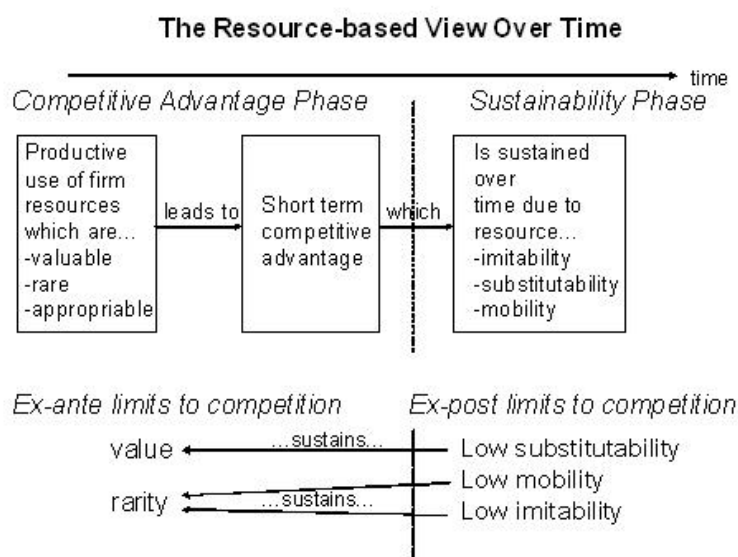 The Resource-based View Over Time
time
Competitive Advantage Phase
Sustainability Phase
Productive
use of firm
resources
which are...
-valuable
-rare
-appropriable
leads to
Short term
competitive
advantage
which
Is sustained
over
time due to
resource...
-imitability
-substitutability
-mobility
Ex-ante limits to competition
Ex-post limits to competition
value
...sustains...
Low substitutability
Low mobility
rarity
...sustains...
Low imitability